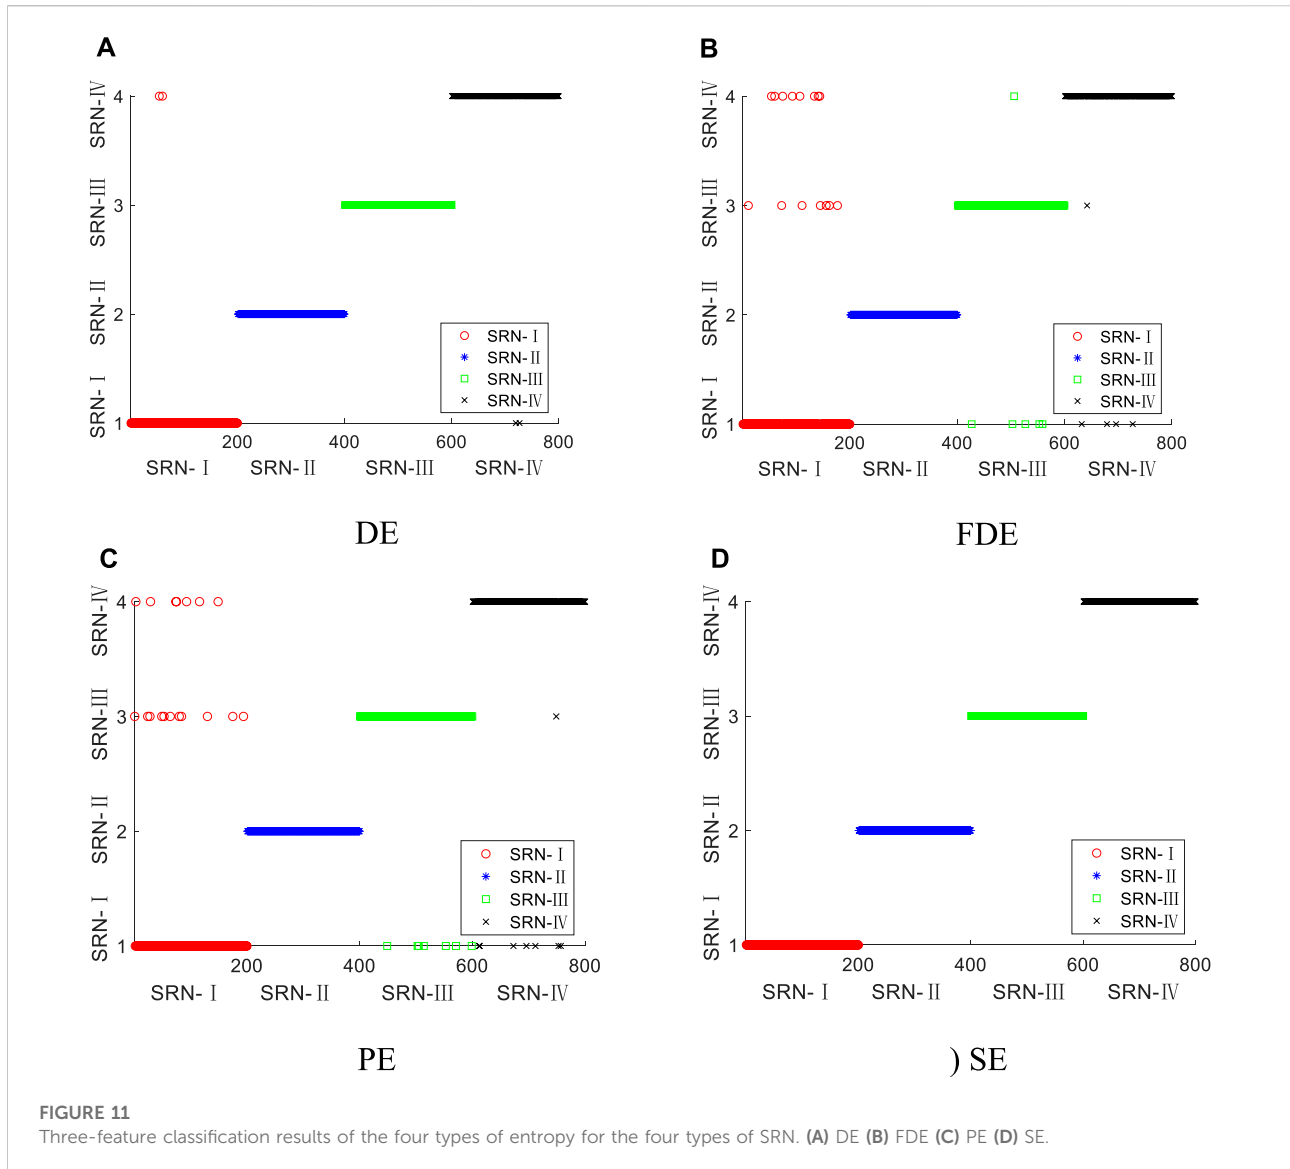 A
SRN-Ⅳ
SRN-Ⅲ
SRN-Ⅱ
SRN-Ⅰ
4
3
2
1
SRN-Ⅰ
SRN-Ⅱ
SRN-Ⅲ
SRN-Ⅳ
200 400 600 800
SRN-Ⅰ SRN-Ⅱ SRN-Ⅲ SRN-Ⅳ
DE
B
SRN-Ⅳ
SRN-Ⅲ
SRN-Ⅱ
SRN-Ⅰ
4
3
2
1
SRN-Ⅰ
SRN-Ⅱ
SRN-Ⅲ
SRN-Ⅳ
200 400 600 800
SRN-Ⅰ SRN-Ⅱ SRN-Ⅲ SRN-Ⅳ
FDE
C
SRN-Ⅳ
SRN-Ⅲ
SRN-Ⅱ
SRN-Ⅰ
4
3
2
1
SRN-Ⅰ
SRN-Ⅱ
SRN-Ⅲ
SRN-Ⅳ
200 400 600 800
SRN-Ⅰ SRN-Ⅱ SRN-Ⅲ SRN-Ⅳ
PE
D
SRN-Ⅳ
SRN-Ⅲ
SRN-Ⅱ
SRN-Ⅰ
4
3
2
1
SRN-Ⅰ
SRN-Ⅱ
SRN-Ⅲ
SRN-Ⅳ
200 400 600 800
SRN-Ⅰ SRN-Ⅱ SRN-Ⅲ SRN-Ⅳ
) SE
FIGURE 11
Three-feature classification results of the four types of entropy for the four types of SRN. (A) DE (B) FDE (C) PE (D) SE.